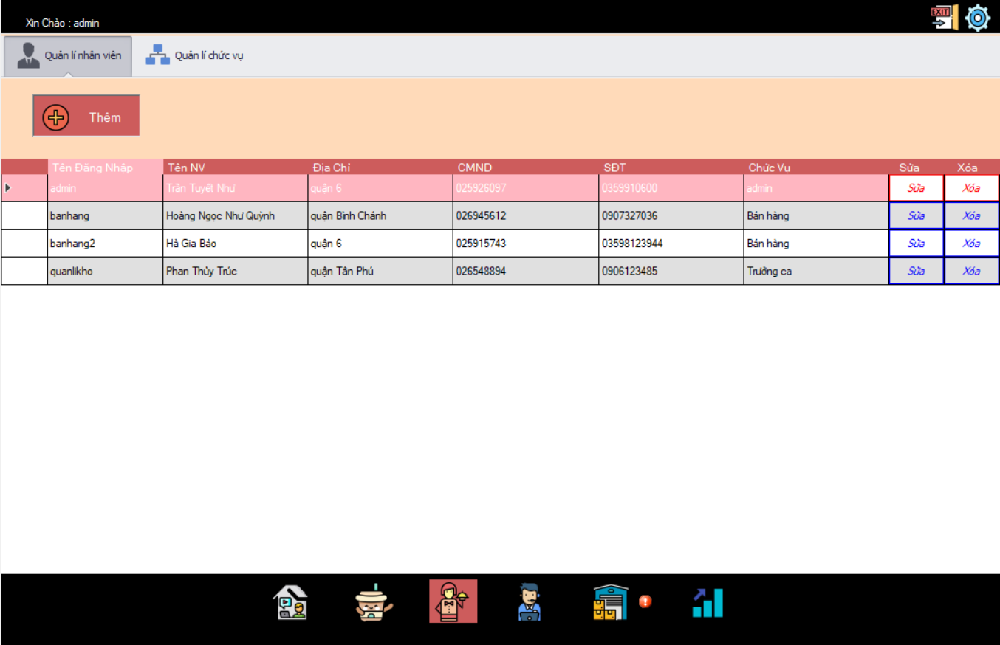 Xin Chào : admin
EXIT
Quản lí nhân viên
Quản lí chức vụ
Thêm
Tên Đăng Nhập Tên NV Địa Chỉ CMND SĐT Chức Vụ Sửa Xóa
admin Trần Tuyết Như quận 6 025926097 0359910600 admin Sửa Xóa
banhang Hoàng Ngọc Như Quỳnh quận Bình Chánh 026945612 0907327036 Bán hàng Sửa Xóa
banhang2 Hà Gia Bảo quận 6 025915743 03598123944 Bán hàng Sửa Xóa
quanlikho Phan Thủy Trúc quận Tân Phú 026548894 0906123485 Trưởng ca Sửa Xóa